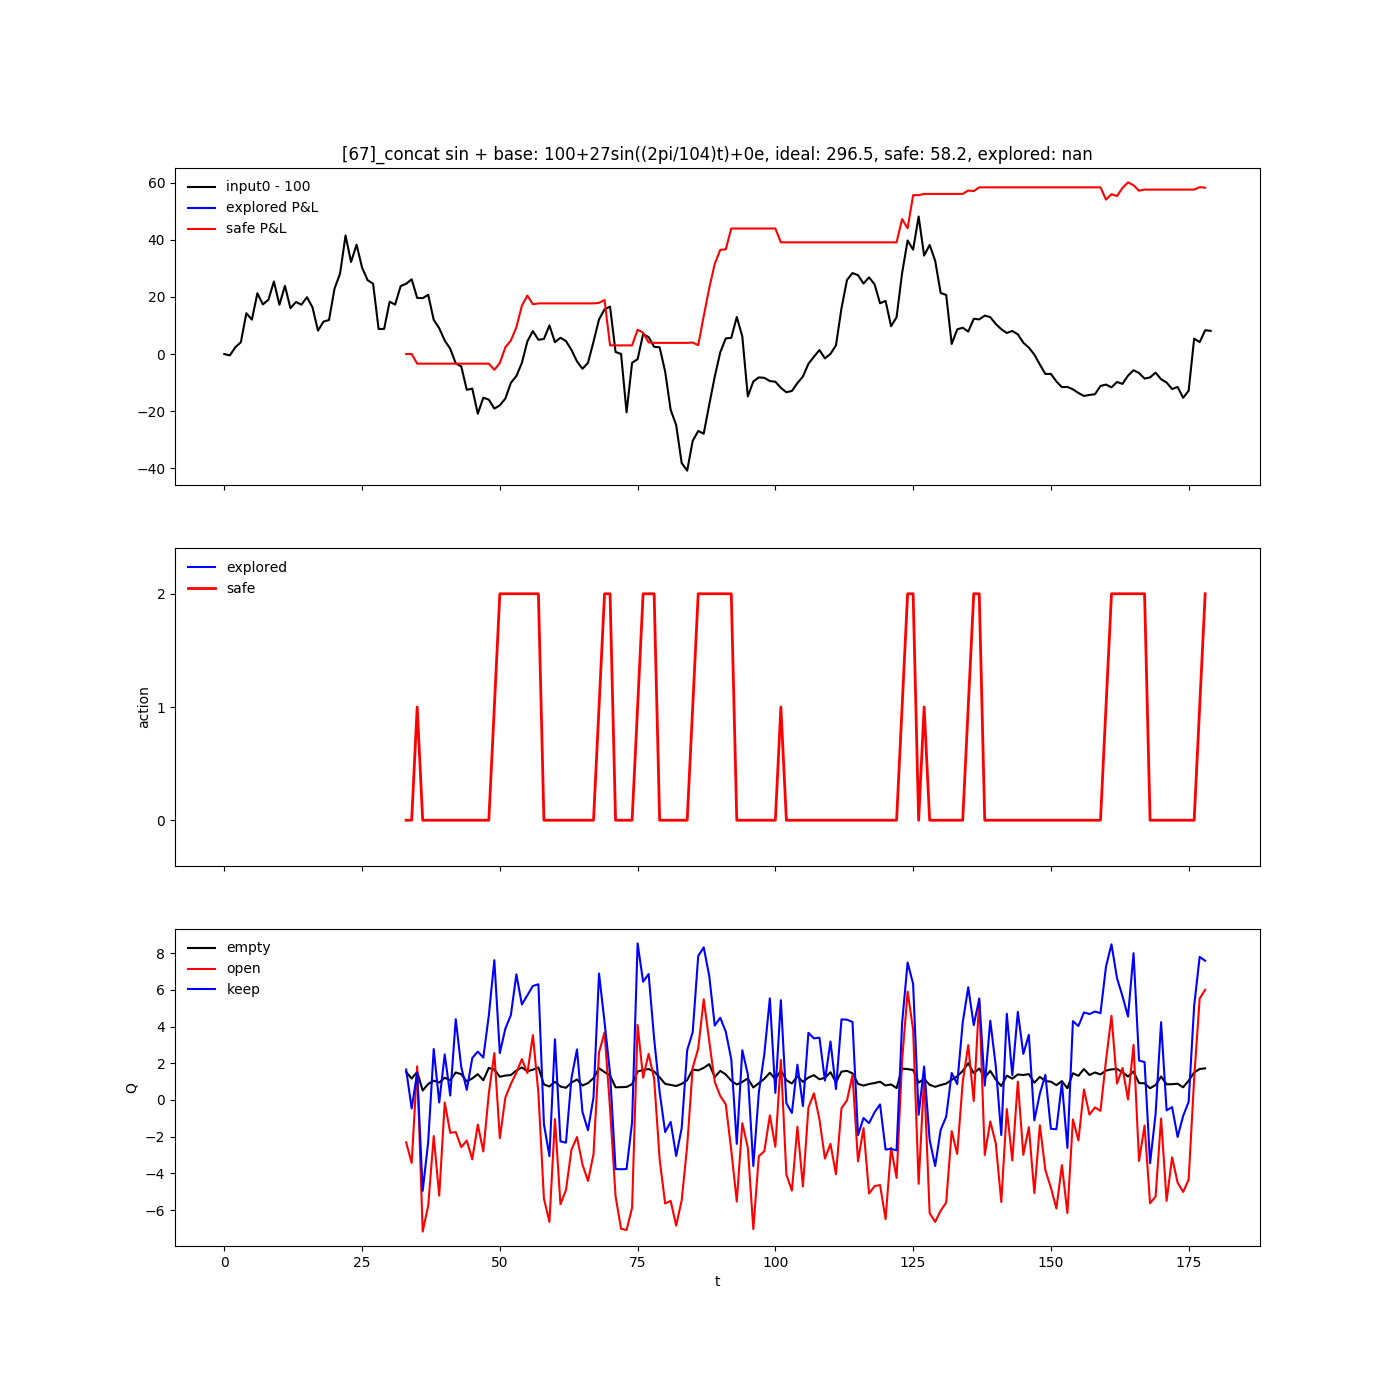 [67]_concat sin + base: 100+27sin((2pi/104)t)+0e, ideal: 296.5, safe: 58.2, explored: nan
60
40
20
0
−20
−40
input0 - 100
explored P&L
safe P&L
2
1
0
action
explored
safe
8
6
4
2
0
−2
−4
−6
Q
empty
open
keep
0 25 50 75 100 125 150 175
t